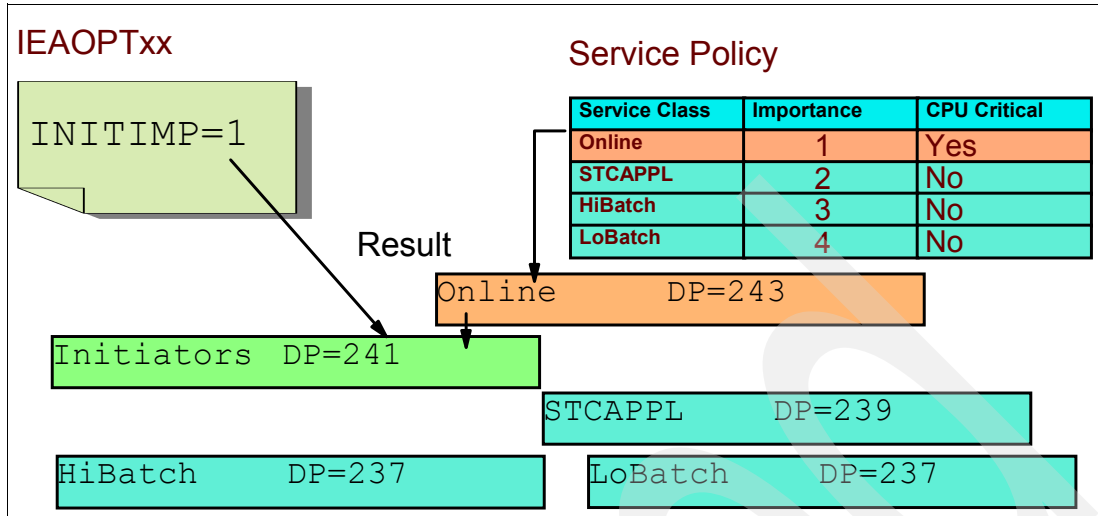 IEAOPTxx
Service Policy
INITIMP=1
Service Class Importance CPU Critical
Online 1 Yes
STCAPPL 2 No
HiBatch 3 No
LoBatch 4 No
Result
Online DP=243
Initiators DP=241
STCAPPL DP=239
HiBatch DP=237
LoBatch DP=237